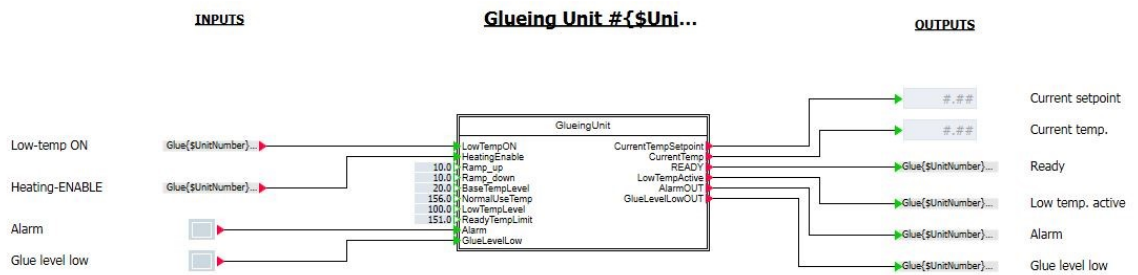 INPUTS
Glueing Unit #{$Uni...
OUTPUTS
#.## Current setpoint
GlueingUnit
#.## Current temp.
Low-temp ON Glue{$UnitNumber}... LowTempON CurrentTempSetpoint
HeatingEnable CurrentTemp
10.0 Ramp_up READY Glue{$UnitNumber}... Ready
10.0 Ramp_down LowTempActive
Heating-ENABLE Glue{$UnitNumber}... 20.0 BaseTempLevel AlarmOUT
156.0 NormalUseTemp GlueLevelLowOUT
100.0 LowTempLevel Glue{$UnitNumber}... Low temp. active
151.0 ReadyTempLimit
Alarm Alarm Glue{$UnitNumber}... Alarm
GlueLevelLow
Glue level low Glue{$UnitNumber}... Glue level low